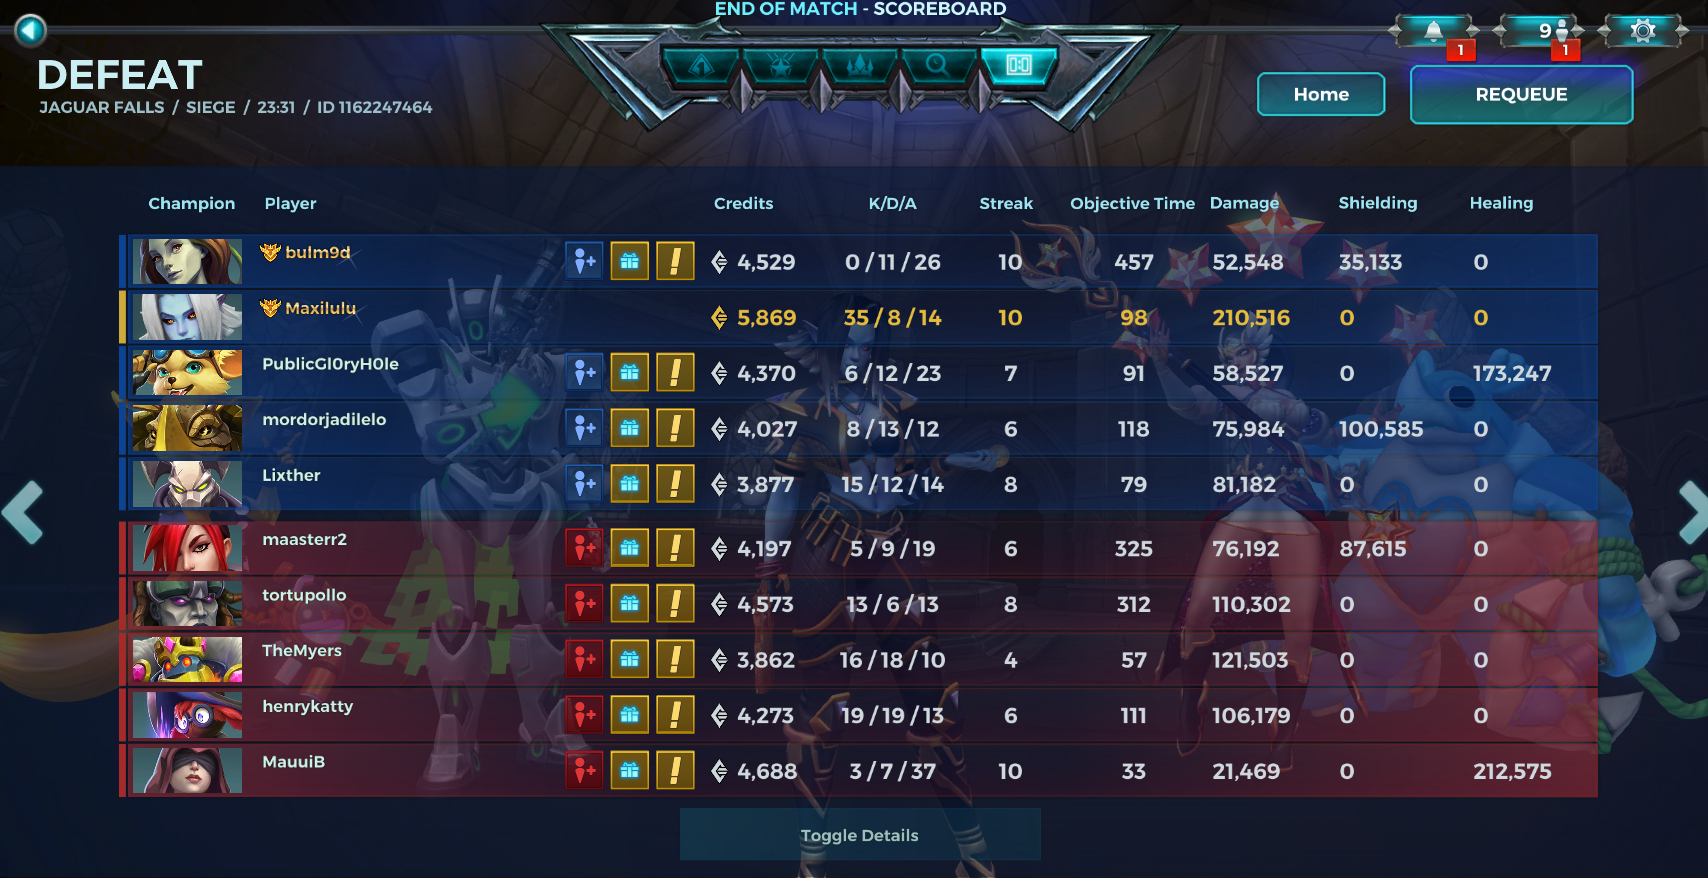 END OF MATCH - SCOREBOARD
DEFEAT
JAGUAR FALLS / SIEGE / 23:31 / ID 1162247464
1
9
1
Home
REQUEUE
Champion Player Credits K/D/A Streak Objective Time Damage Shielding Healing
bulm9d 4,529 0 / 11 / 26 10 457 52,548 35,133 0
Maxilulu 5,869 35 / 8 / 14 10 98 210,516 0 0
PublicGl0ryH0le 4,370 6 / 12 / 23 7 91 58,527 0 173,247
mordorjadilelo 4,027 8 / 13 / 12 6 118 75,984 100,585 0
Lixther 3,877 15 / 12 / 14 8 79 81,182 0 0
maasterr2 4,197 5 / 9 / 19 6 325 76,192 87,615 0
tortupollo 4,573 13 / 6 / 13 8 312 110,302 0 0
TheMyers 3,862 16 / 18 / 10 4 57 121,503 0 0
henrykatty 4,273 19 / 19 / 13 6 111 106,179 0 0
MauuiB 4,688 3 / 7 / 37 10 33 21,469 0 212,575
Toggle Details